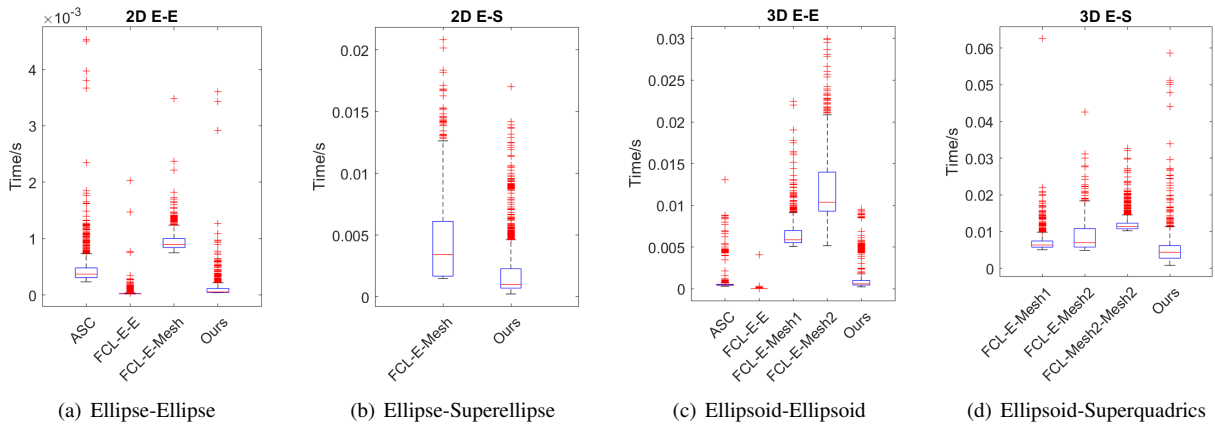 2D E-E
×10-3
4
3
2
1
0
Time/s
ASC
FCL-E-E
FCL-E-Mesh
Ours
(a) Ellipse-Ellipse
2D E-S
0.02
0.015
0.01
0.005
0
Time/s
FCL-E-Mesh
Ours
(b) Ellipse-Superellipse
3D E-E
0.03
0.025
0.02
0.015
0.01
0.005
0
Time/s
ASC
FCL-E-E
FCL-E-Mesh1
FCL-E-Mesh2
Ours
(c) Ellipsoid-Ellipsoid
3D E-S
0.06
0.05
0.04
0.03
0.02
0.01
0
Time/s
FCL-E-Mesh1
FCL-E-Mesh2
FCL-Mesh2-Mesh2
Ours
(d) Ellipsoid-Superquadrics